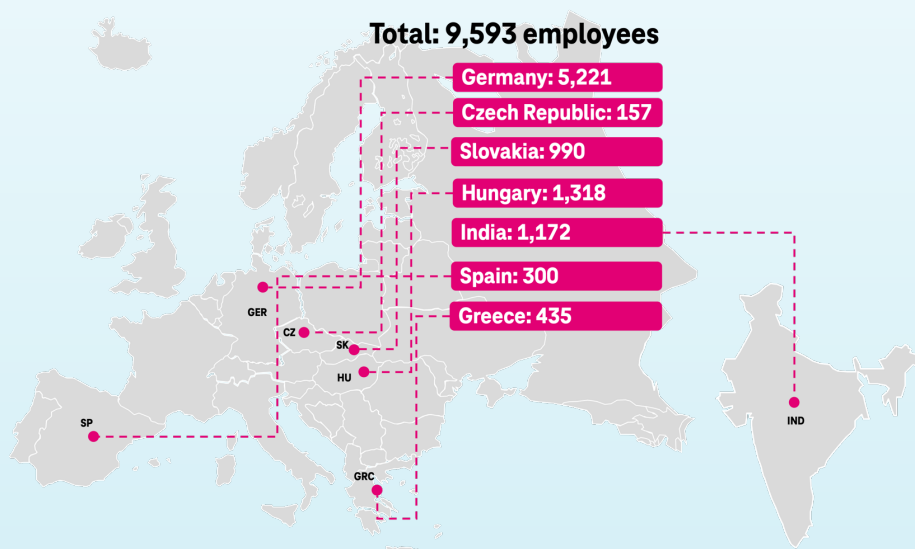 Total: 9,593 employees
Germany: 5,221
Czech Republic: 157
Slovakia: 990
Hungary: 1,318
India: 1,172
Spain: 300
Greece: 435
GER
CZ
SK
HU
SP
IND
GRC